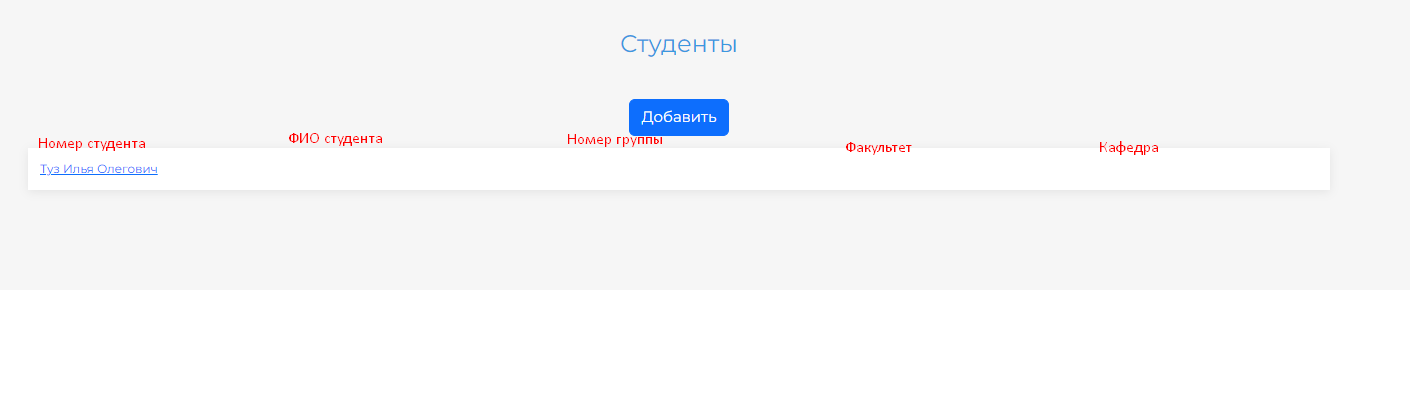 Студенты
Добавить
Номер студента ФИО студента Номер группы Факультет Кафедра
Туз Илья Олегович